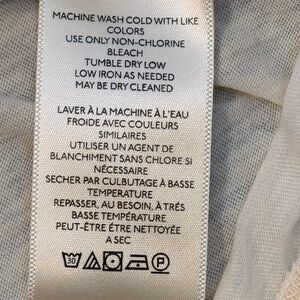 MACHINE WASH COLD WITH LIKE
COLORS
USE ONLY NON-CHLORINE
BLEACH
TUMBLE DRY LOW
LOW IRON AS NEEDED
MAY BE DRY CLEANED
LAVER À LA MACHINE À L'EAU
FROIDE AVEC COULEURS
SIMILAIRES
UTILISER UN AGENT DE
BLANCHIMENT SANS CHLORE SI
NÉCESSAIRE
SECHER PAR CULBUTAGE À BASSE
TEMPERATURE
REPASSER, AU BESOIN, À TRÉS
BASSE TEMPÉRATURE
PEUT-ÊTRE ÊTRE NETTOYÉE
A SEC
30 P